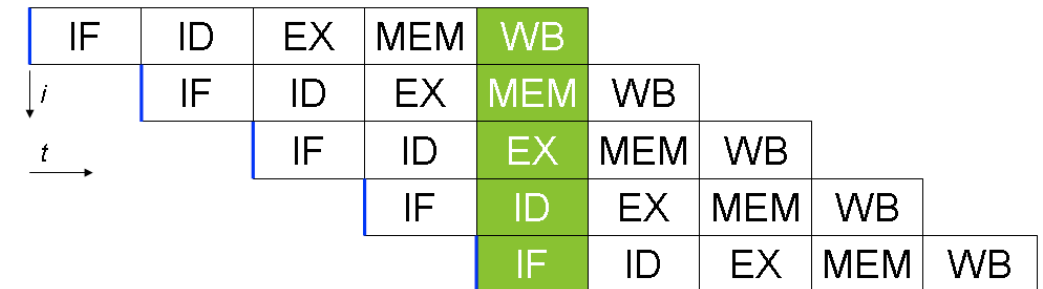 IF ID EX MEM WB
i IF ID EX MEM WB
t IF ID EX MEM WB
IF ID EX MEM WB
IF ID EX MEM WB